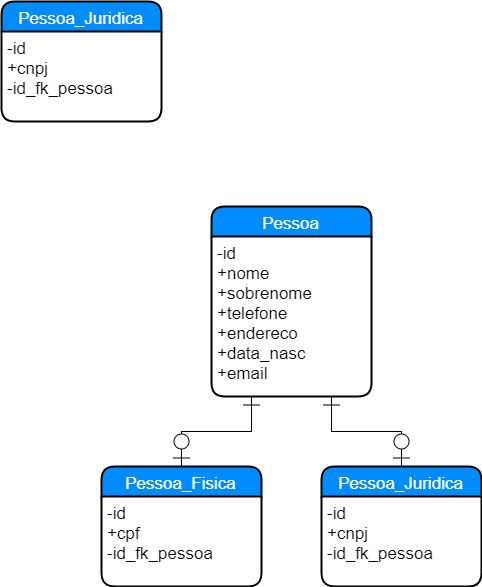 Pessoa_Juridica
-id
+cnpj
-id_fk_pessoa
Pessoa
-id
+nome
+sobrenome
+telefone
+endereco
+data_nasc
+email
Pessoa_Fisica
-id
+cpf
-id_fk_pessoa
Pessoa_Juridica
-id
+cnpj
-id_fk_pessoa